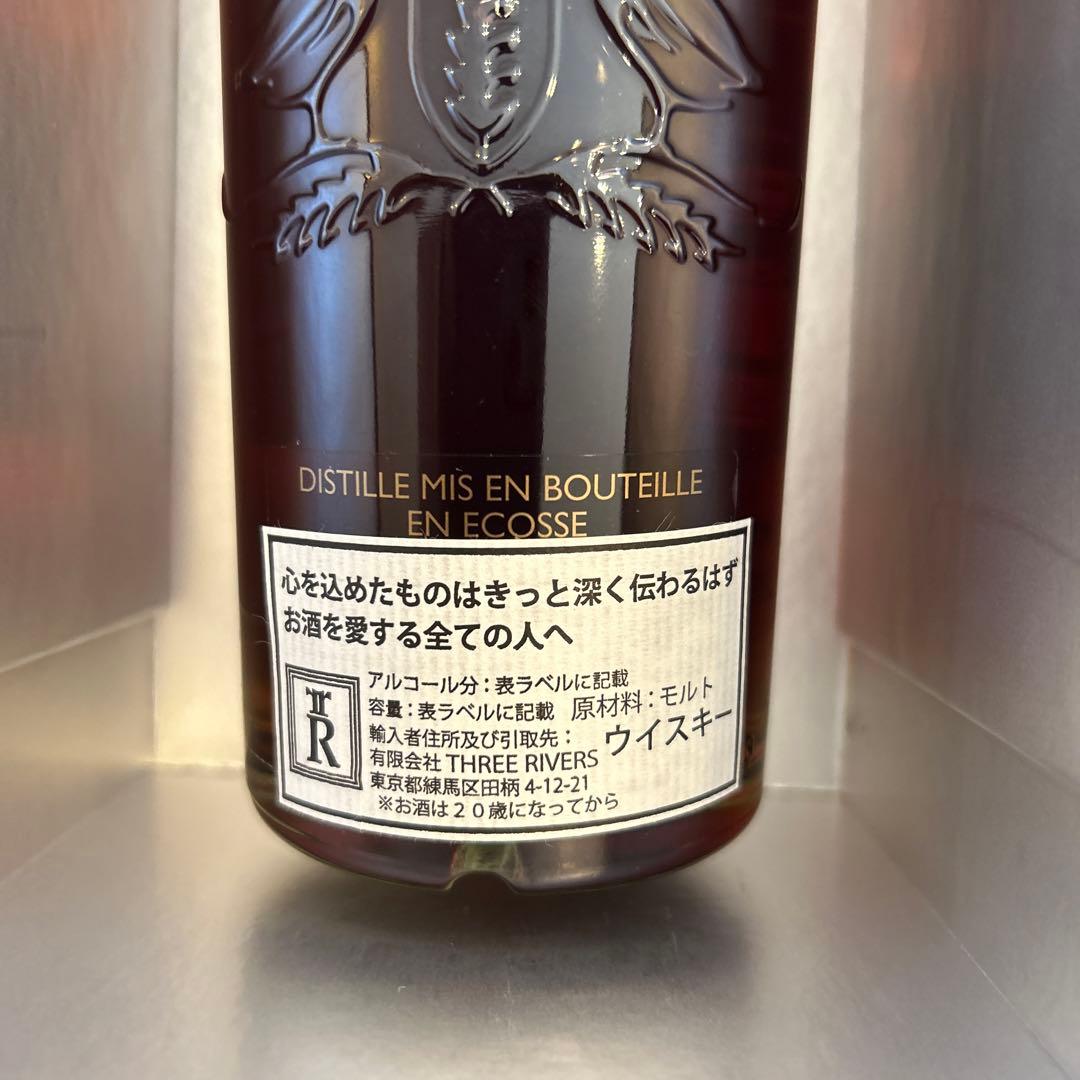 DISTILLE MIS EN BOUTEILLE
EN ECOSSE
心を込めたものはきっと深く伝わるはず
お酒を愛する全ての人へ
TR
アルコール分：表ラベルに記載
容量：表ラベルに記載 原材料：モルト
輸入者住所及び引取先： ウイスキー
有限会社 THREE RIVERS
東京都練馬区田柄 4-12-21
※お酒は２０歳になってから